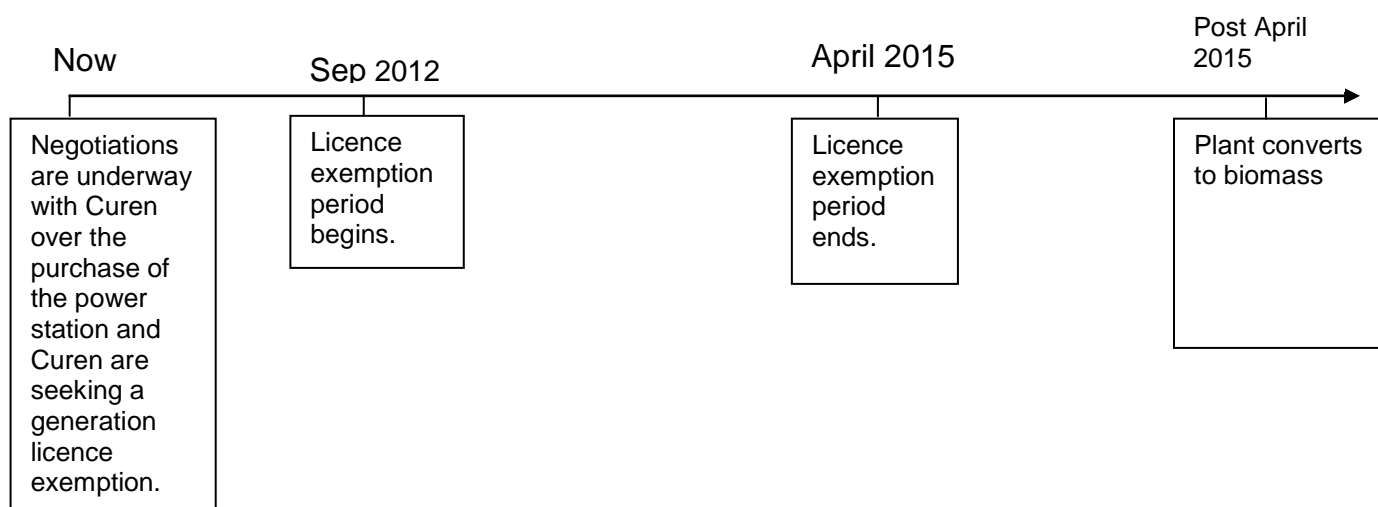 Now
Negotiations
are underway
with Curen
over the
purchase of
the power
station and
Curen are
seeking a
generation
licence
exemption.
Sep 2012
Licence
exemption
period
begins.
April 2015
Licence
exemption
period
ends.
Post April
2015
Plant converts
to biomass